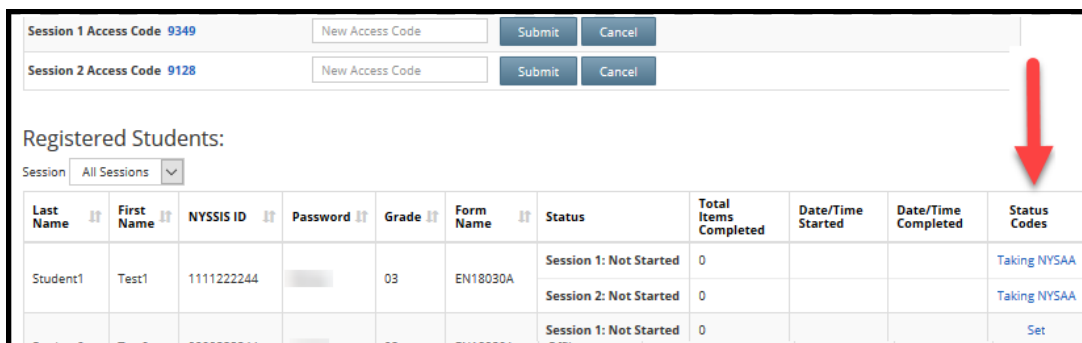 Session 1 Access Code 9349 New Access Code Submit Cancel
Session 2 Access Code 9128 New Access Code Submit Cancel
Registered Students:
Session All Sessions
Last Name First Name NYSSIS ID Password Grade Form Name Status Total Items Completed Date/Time Started Date/Time Completed Status Codes
Student1 Test1 1111222244 03 EN18030A Session 1: Not Started 0 Taking NYSAA
Session 2: Not Started 0 Taking NYSAA
Session 1: Not Started 0 Set